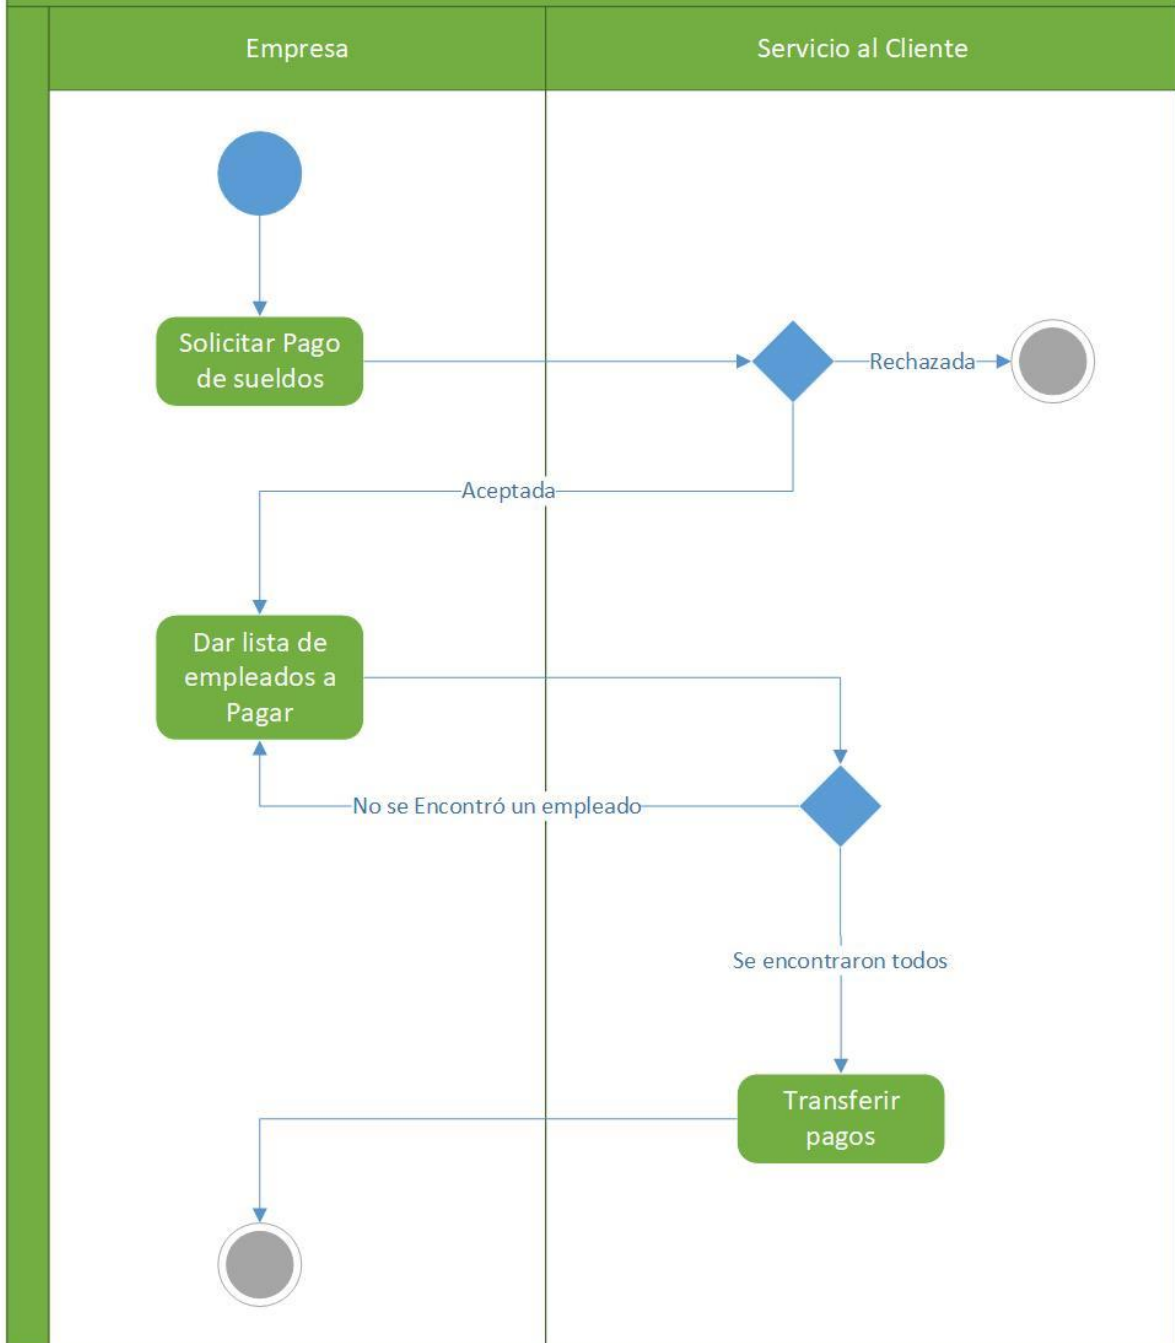 Empresa
Servicio al Cliente
Solicitar Pago
de sueldos
Rechazada
Aceptada
Dar lista de
empleados a
Pagar
No se Encontró un empleado
Se encontraron todos
Transferir
pagos